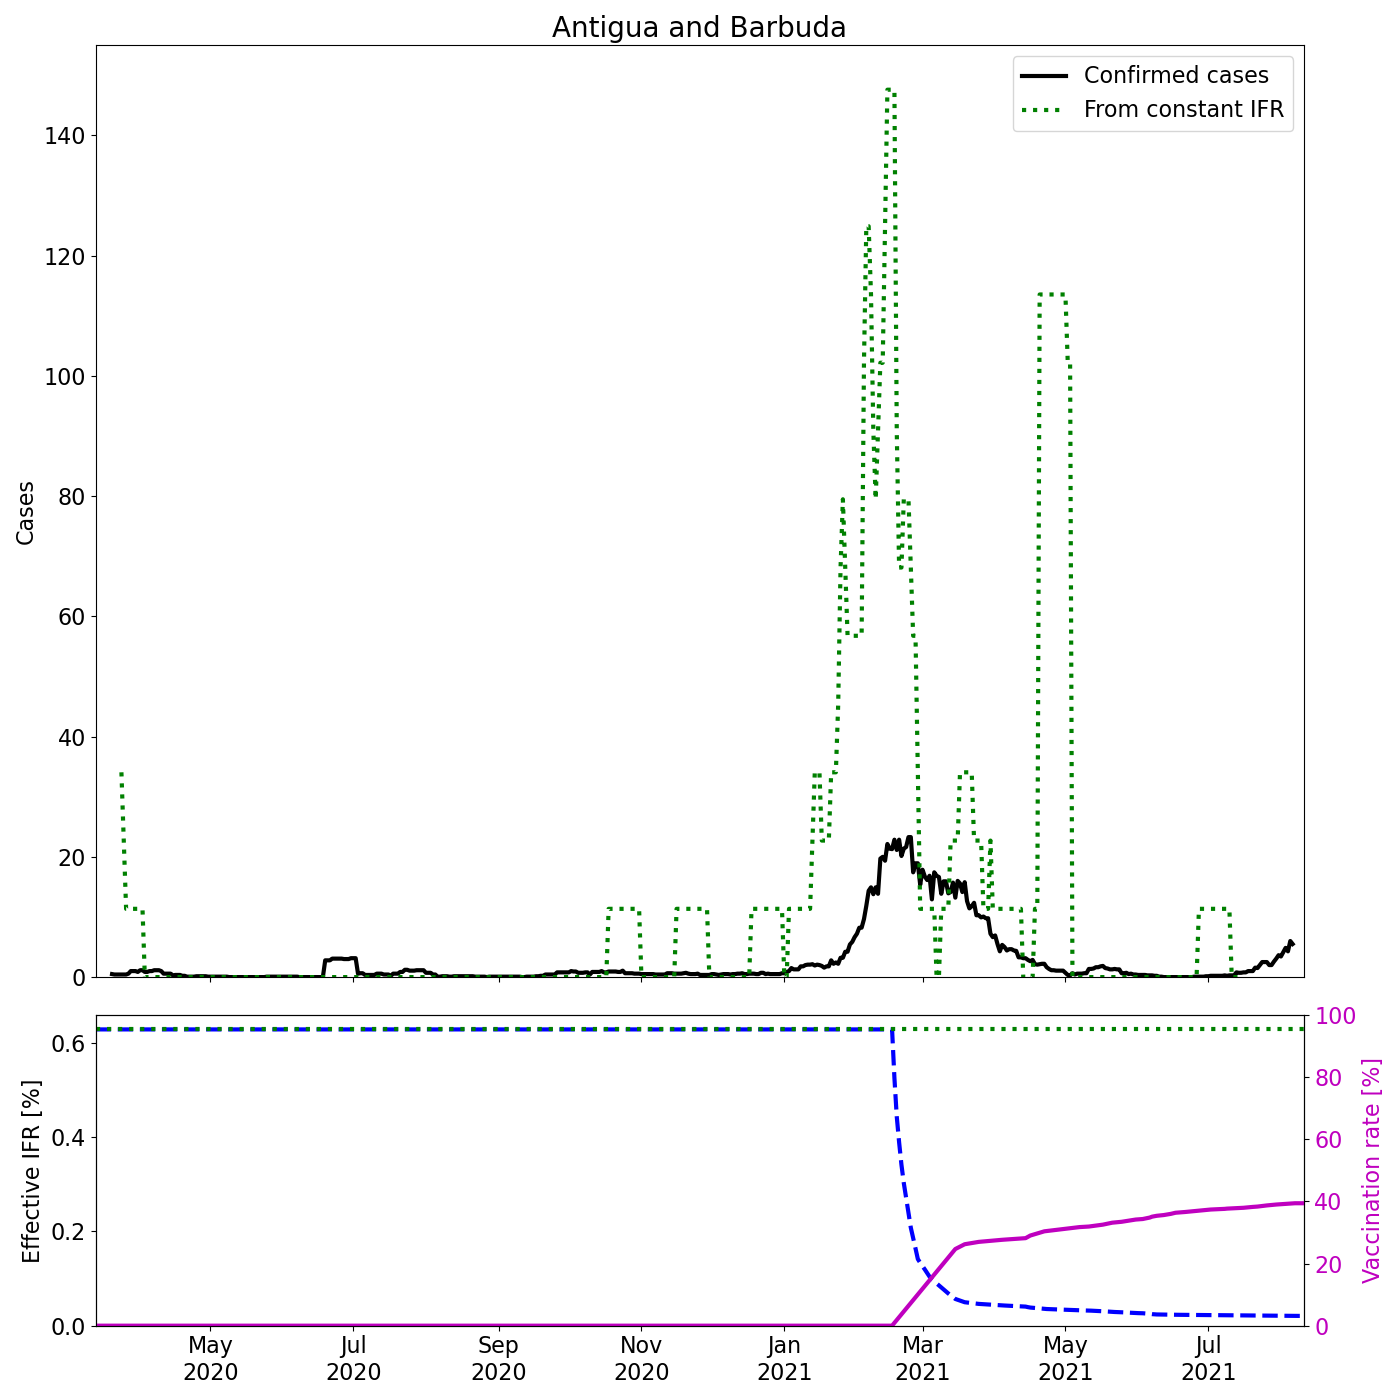 Antigua and Barbuda
Confirmed cases
From constant IFR
Cases
140
120
100
80
60
40
20
0
Effective IFR [%]
0.6
0.4
0.2
0.0
Vaccination rate [%]
100
80
60
40
20
0
May Jul Sep Nov Jan Mar May Jul
2020 2020 2020 2020 2021 2021 2021 2021